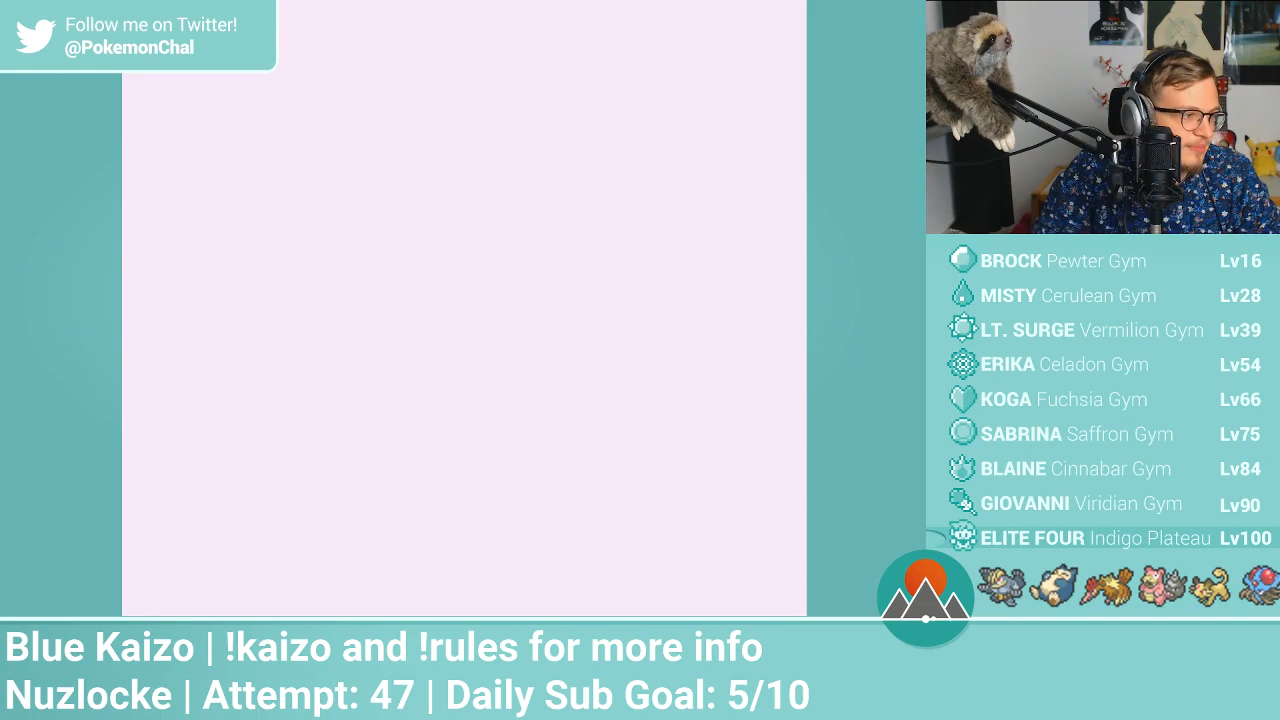 Follow me on Twitter!
@PokemonChal
BROCK Pewter Gym Lv16
MISTY Cerulean Gym Lv28
LT. SURGE Vermilion Gym Lv39
ERIKA Celadon Gym Lv54
KOGA Fuchsia Gym Lv66
SABRINA Saffron Gym Lv75
BLAINE Cinnabar Gym Lv84
GIOVANNI Viridian Gym Lv90
ELITE FOUR Indigo Plateau Lv100
Blue Kaizo | !kaizo and !rules for more info
Nuzlocke | Attempt: 47 | Daily Sub Goal: 5/10